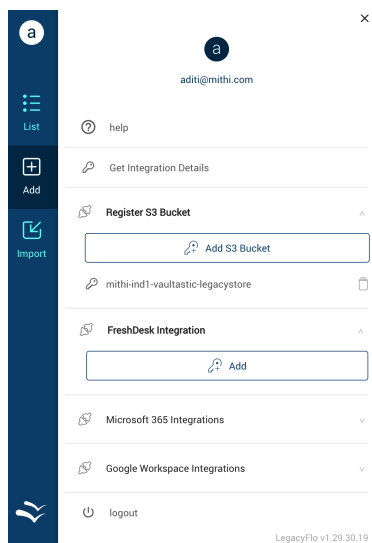 a
List
Add
Import
a
aditi@mithi.com
help
Get Integration Details
Register S3 Bucket
Add S3 Bucket
mithi-ind1-vaultastic-legacystore
FreshDesk Integration
Add
Microsoft 365 Integrations
Google Workspace Integrations
logout
LegacyFlo v1.29.30.19